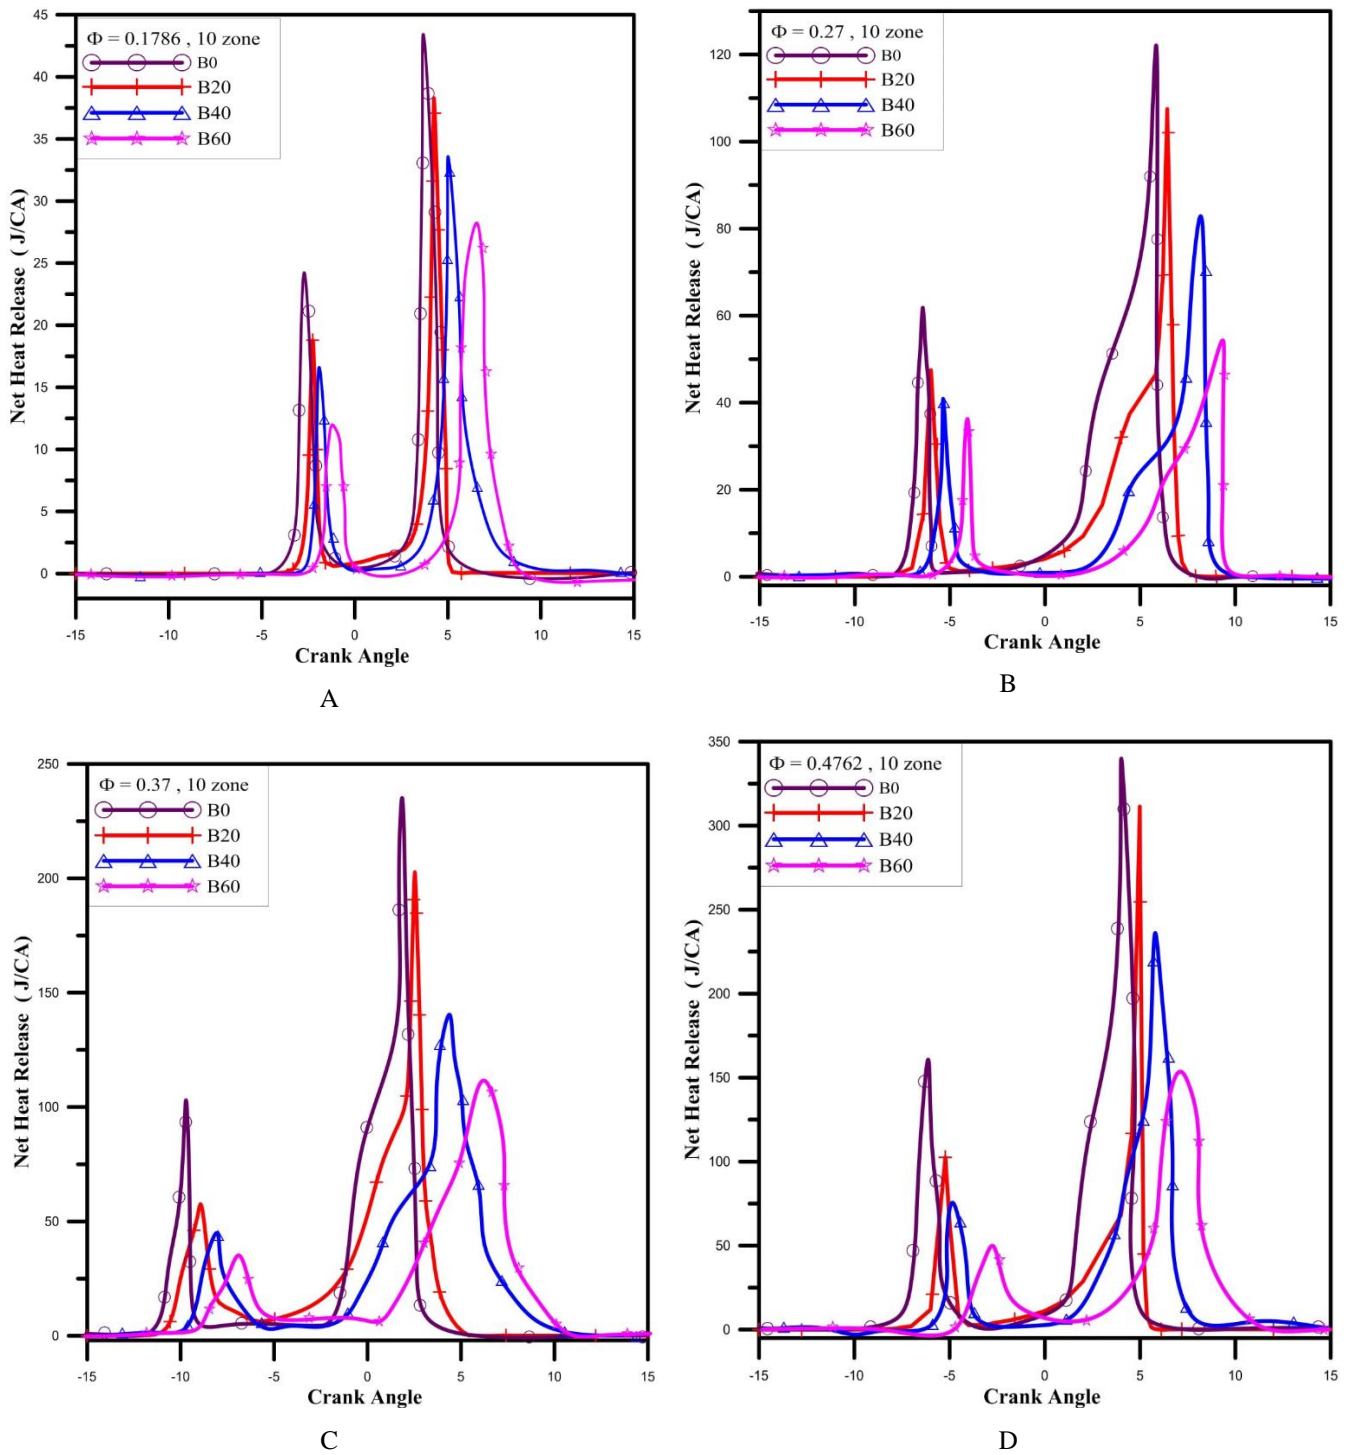 Φ = 0.1786 , 10 zone
B0
B20
B40
B60
45
40
35
30
25
20
15
10
5
0
Net Heat Release ( J/CA)
-15 -10 -5 0 5 10 15
Crank Angle
A
Φ = 0.27 , 10 zone
B0
B20
B40
B60
120
100
80
60
40
20
0
Net Heat Release ( J/CA)
-15 -10 -5 0 5 10 15
Crank Angle
B
Φ = 0.37 , 10 zone
B0
B20
B40
B60
250
200
150
100
50
0
Net Heat Release ( J/CA)
-15 -10 -5 0 5 10 15
Crank Angle
C
Φ = 0.4762 , 10 zone
B0
B20
B40
B60
350
300
250
200
150
100
50
0
Net Heat Release ( J/CA)
-15 -10 -5 0 5 10 15
Crank Angle
D